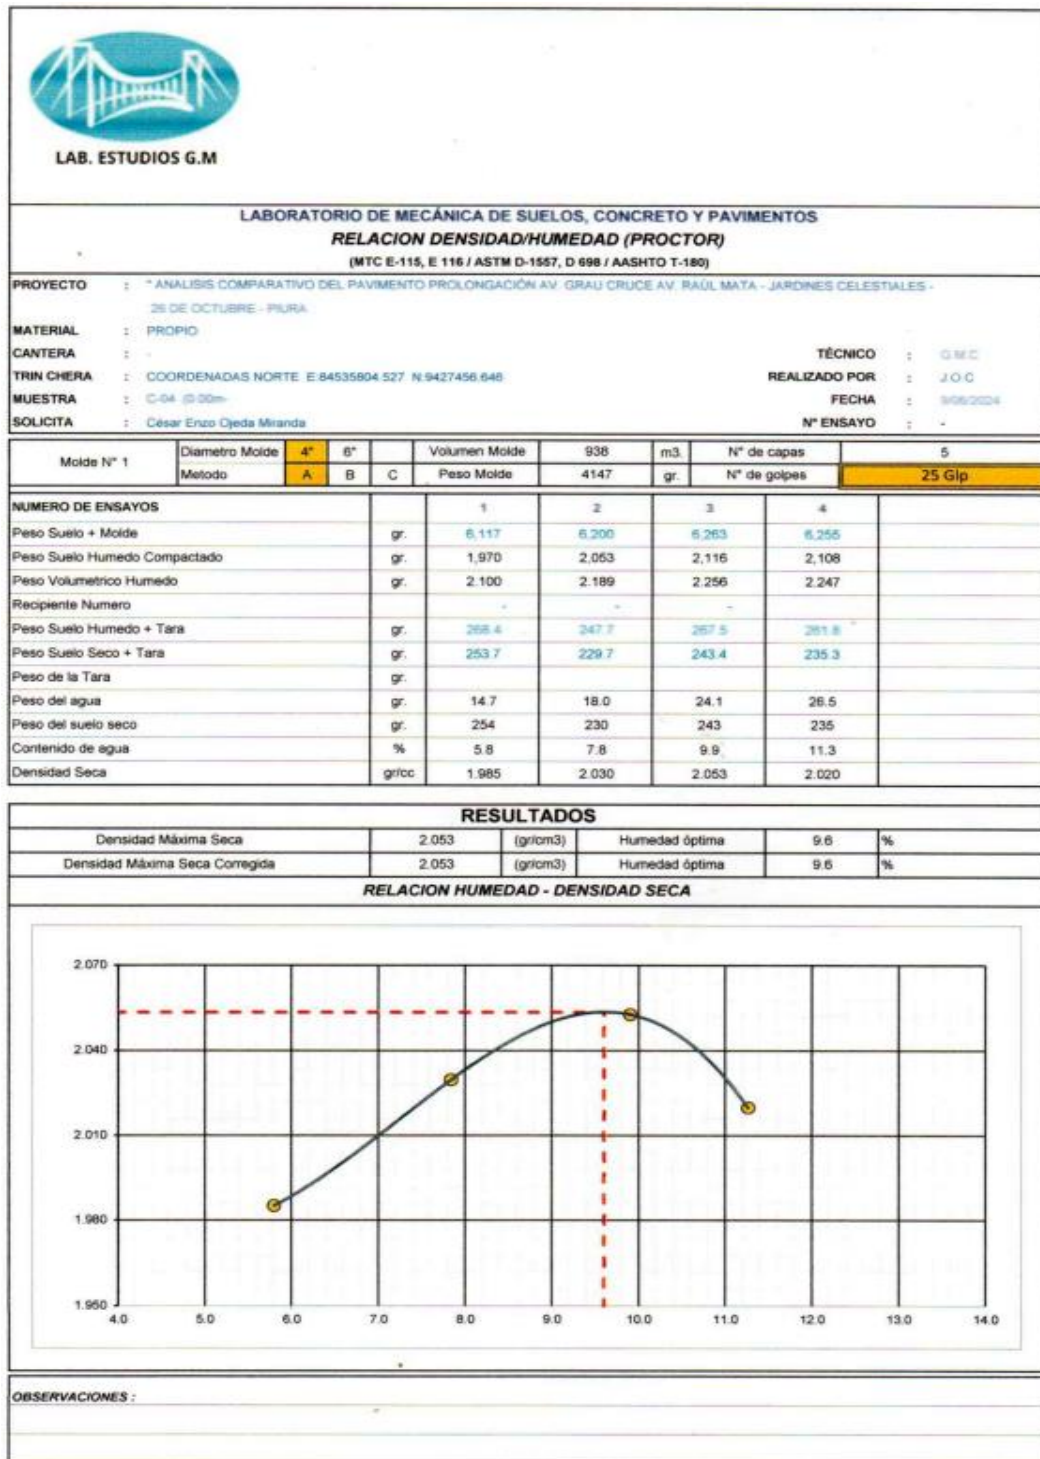 LAB. ESTUDIOS G.M
LABORATORIO DE MECÁNICA DE SUELOS, CONCRETO Y PAVIMENTOS
RELACION DENSIDAD/HUMEDAD (PROCTOR)
(MTC E-115, E 116 / ASTM D-1557, D 698 / AASHTO T-180)
PROYECTO : " ANALISIS COMPARATIVO DEL PAVIMENTO PROLONGACIÓN AV. GRAU CRUCE AV. RAÚL MATA - JARDINES CELESTIALES -
26 DE OCTUBRE - PIURA
MATERIAL : PROPIO
CANTERA : - TÉCNICO : G.M.C
TRIN CHERA : COORDENADAS NORTE E:84535804.527 N:9427456.646 REALIZADO POR : J.O.C
MUESTRA : C-04 (0.00m- FECHA : 9/06/2024
SOLICITA : César Enzo Ojeda Miranda N° ENSAYO : -
Molde N° 1 Diametro Molde 4" 6" Volumen Molde 938 m3. N° de capas 5
Metodo A B C Peso Molde 4147 gr. N° de golpes 25 Glp
NUMERO DE ENSAYOS 1 2 3 4
Peso Suelo + Molde gr. 6,117 6,200 6,263 6,255
Peso Suelo Humedo Compactado gr. 1,970 2,053 2,116 2,108
Peso Volumetrico Humedo gr. 2.100 2.189 2.256 2.247
Recipiente Numero - - -
Peso Suelo Humedo + Tara gr. 268.4 247.7 267.5 261.8
Peso Suelo Seco + Tara gr. 253.7 229.7 243.4 235.3
Peso de la Tara gr.
Peso del agua gr. 14.7 18.0 24.1 26.5
Peso del suelo seco gr. 254 230 243 235
Contenido de agua % 5.8 7.8 9.9 11.3
Densidad Seca gr/cc 1.985 2.030 2.053 2.020
RESULTADOS
Densidad Máxima Seca 2.053 (gr/cm3) Humedad óptima 9.6 %
Densidad Máxima Seca Corregida 2.053 (gr/cm3) Humedad óptima 9.6 %
RELACION HUMEDAD - DENSIDAD SECA
2.070
2.040
2.010
1.980
1.950
4.0 5.0 6.0 7.0 8.0 9.0 10.0 11.0 12.0 13.0 14.0
OBSERVACIONES :